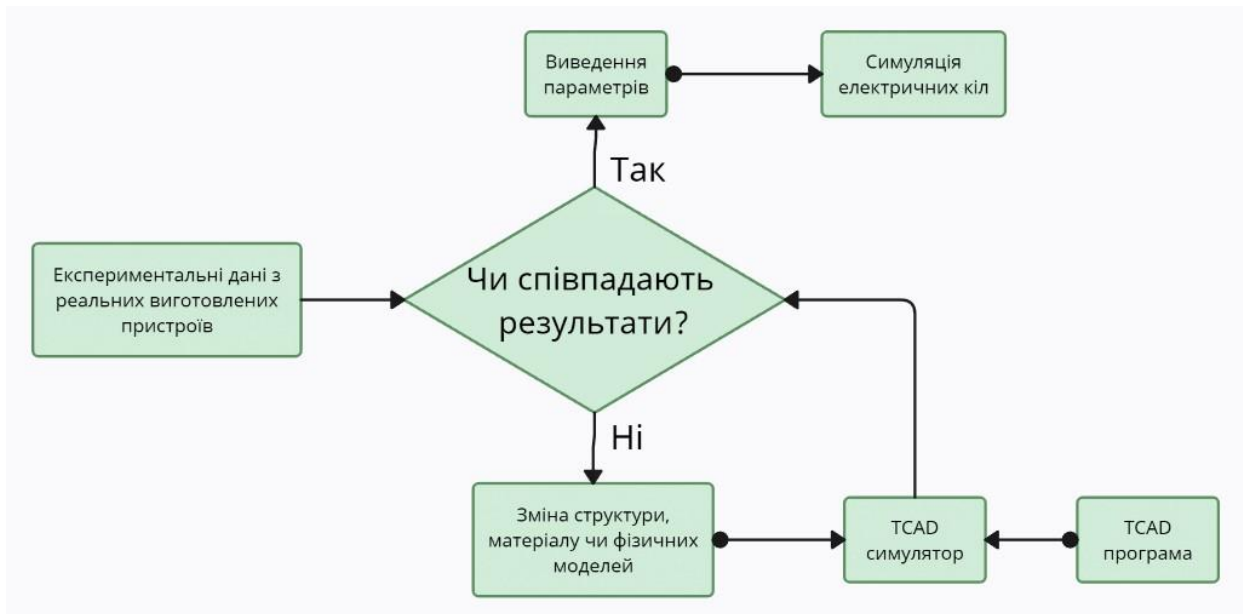 Виведення
параметрів
Симуляція
електричних кіл
Так
Експериментальні дані з
реальних виготовлених
пристроїв
Чи співпадають
результати?
Ні
Зміна структури,
матеріалу чи фізичних
моделей
TCAD
симулятор
TCAD
програма